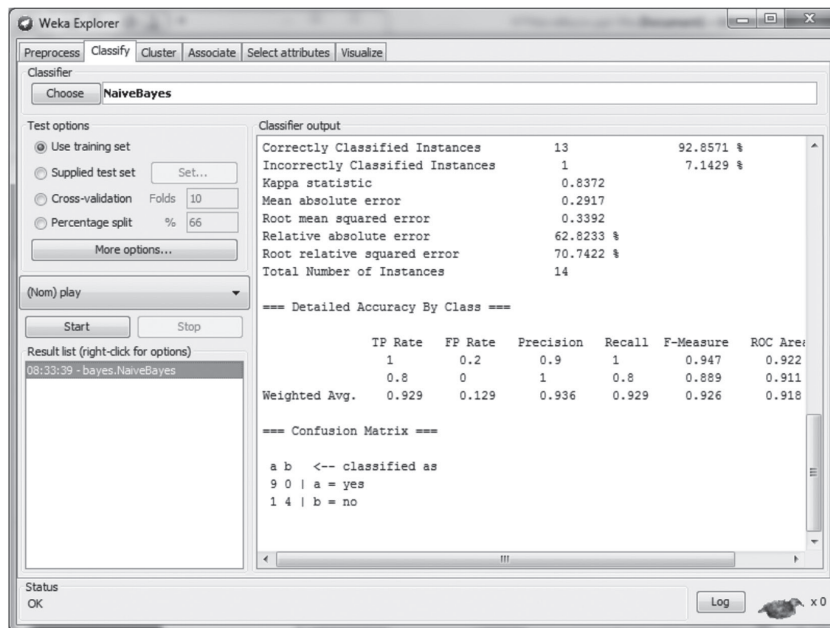 Weka Explorer
Preprocess Classify Cluster Associate Select attributes Visualize
Classifier
Choose NaiveBayes
Test options
Use training set
Supplied test set Set...
Cross-validation Folds 10
Percentage split % 66
More options...
(Nom) play
Start Stop
Result list (right-click for options)
08:33:39 - bayes.NaiveBayes
Classifier output
Correctly Classified Instances 13 92.8571 %
Incorrectly Classified Instances 1 7.1429 %
Kappa statistic 0.8372
Mean absolute error 0.2917
Root mean squared error 0.3392
Relative absolute error 62.8233 %
Root relative squared error 70.7422 %
Total Number of Instances 14
=== Detailed Accuracy By Class ===
TP Rate FP Rate Precision Recall F-Measure ROC Area
1 0.2 0.9 1 0.947 0.922
0.8 0 1 0.8 0.889 0.911
Weighted Avg. 0.929 0.129 0.936 0.929 0.926 0.918
=== Confusion Matrix ===
a b <-- classified as
9 0 | a = yes
1 4 | b = no
Status
OK
Log
x 0